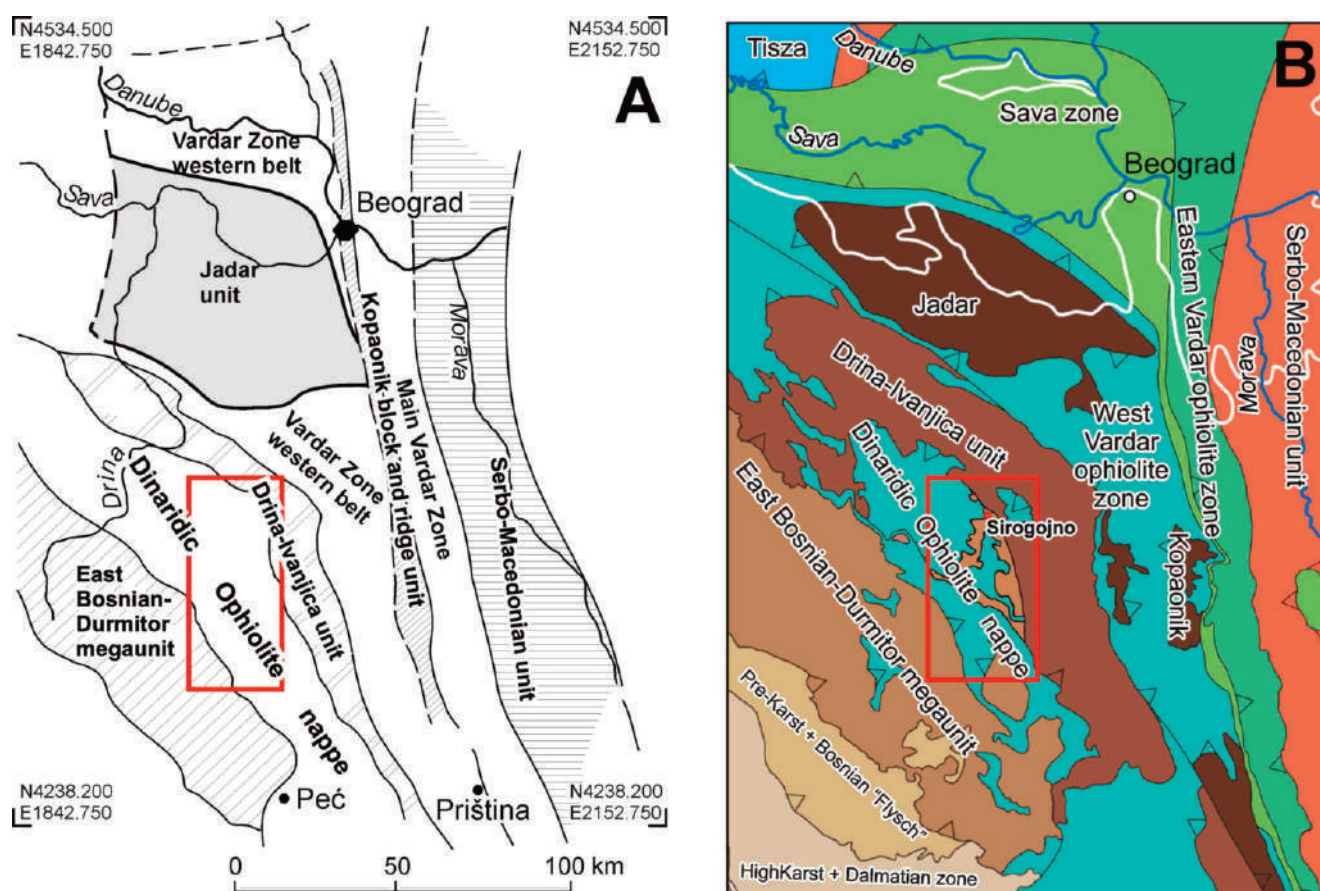 N4534.500
E1842.750
N4534.500
E2152.750
A
Danube
Vardar Zone
western belt
Sava
Beograd
Jadar
unit
Kopaonik block and ridge unit
Main Vardar Zone
Morava
Serbo-Macedonian unit
Vardar Zone
western belt
Drina
Dinaridic
Ophiolite
nappe
Drina-Ivanjica unit
East
Bosnian-
Durmitor
megaunit
N4238.200
E1842.750
Peć
Priština
N4238.200
E2152.750
0
50
100 km
B
Tisza
Danube
Sava zone
Sava
Beograd
Eastern Vardar ophiolite zone
Serbo-Macedonian unit
Morava
Jadar
Drina-Ivanjica unit
West
Vardar
ophiolite
zone
Dinaridic Ophiolite
nappe
Sirogojno
Kopaonik
East Bosnian-Durmitor megaunit
Pre-Karst + Bosnian "Flysch"
HighKarst + Dalmatian zone